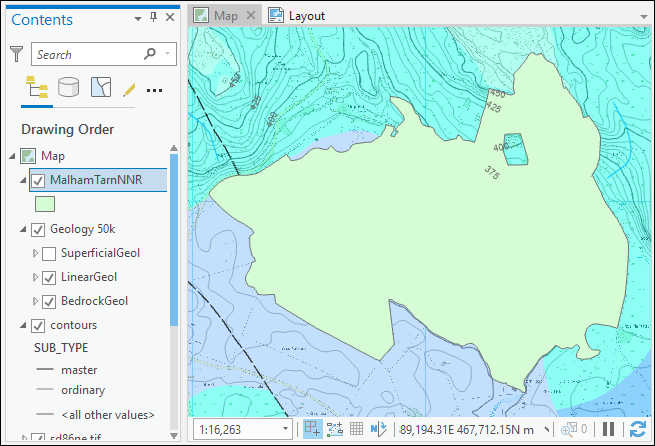 Contents
Map
Layout
Search
Drawing Order
Map
MalhamTarnNNR
Geology 50k
SuperficialGeol
LinearGeol
BedrockGeol
contours
SUB_TYPE
master
ordinary
<all other values>
sd86ne.tif
450
425
400
450
425
400
375
1:16,263
89,194.31E 467,712.15N m
0